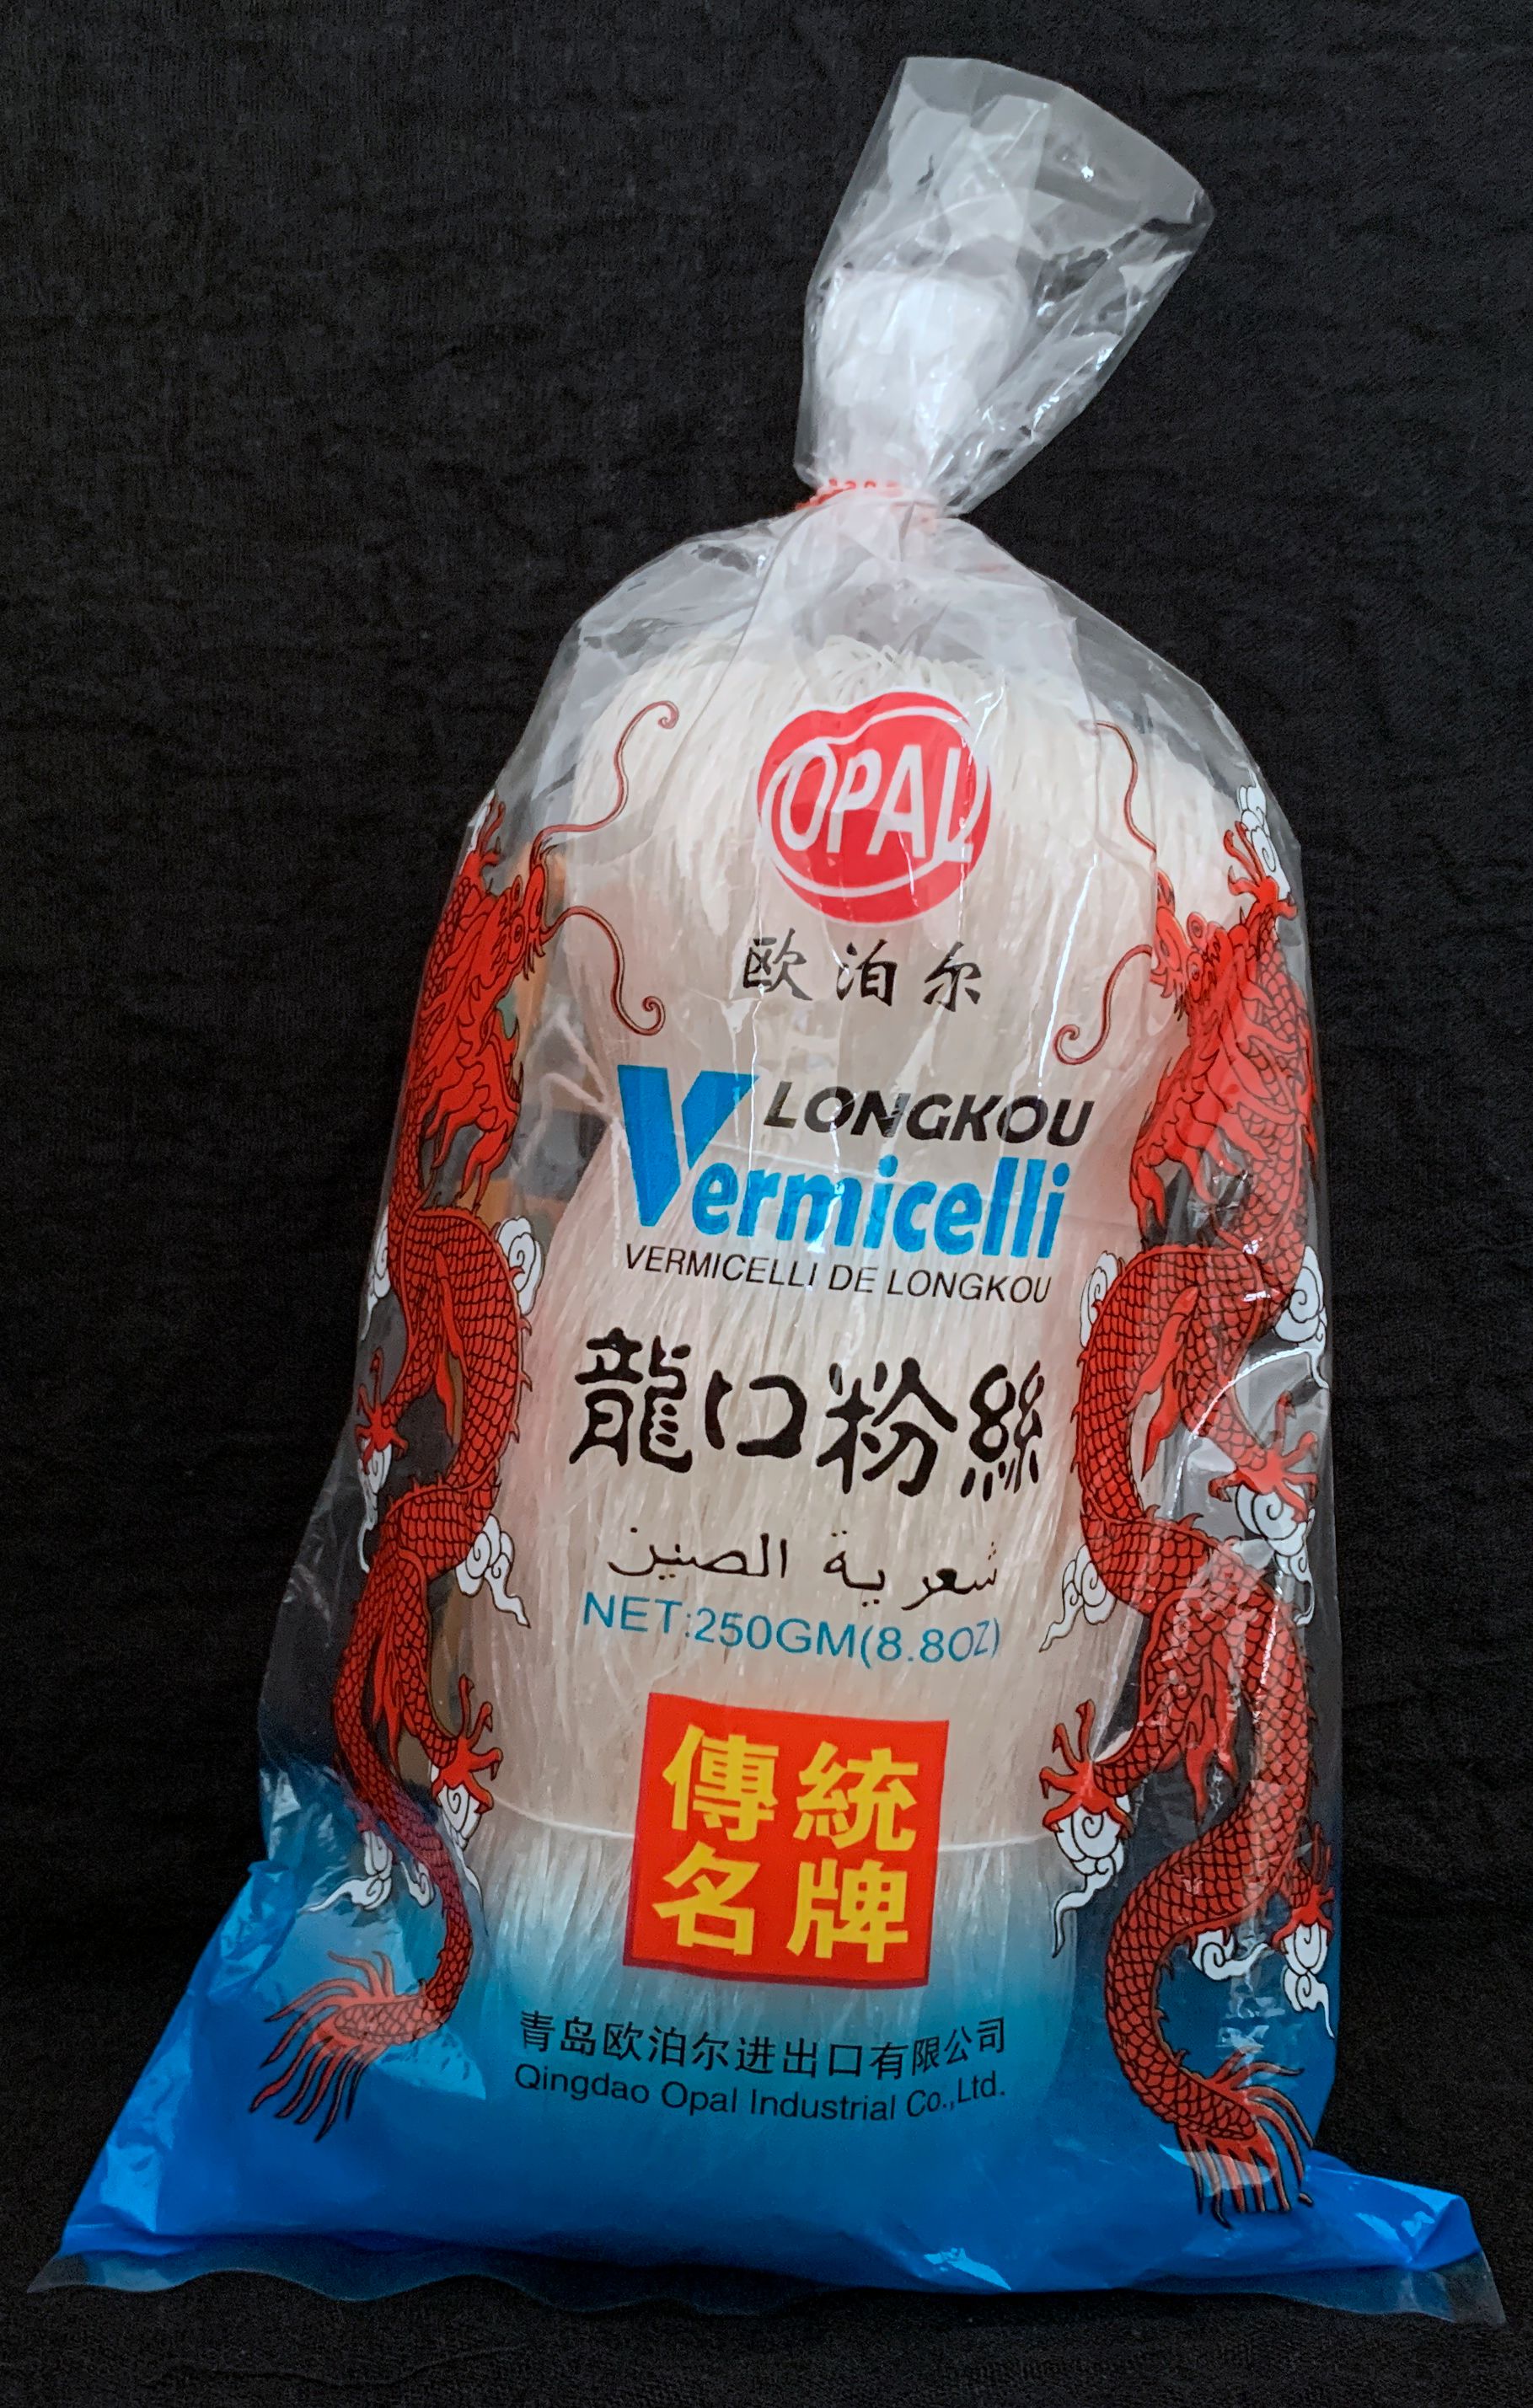 OPAL
欧泊尔
LONGKOU
Vermicelli
VERMICELLI DE LONGKOU
龍口粉絲
شعرية الصين
NET:250GM(8.8OZ)
傳統
名牌
青岛欧泊尔进出口有限公司
Qingdao Opal Industrial Co.,Ltd.